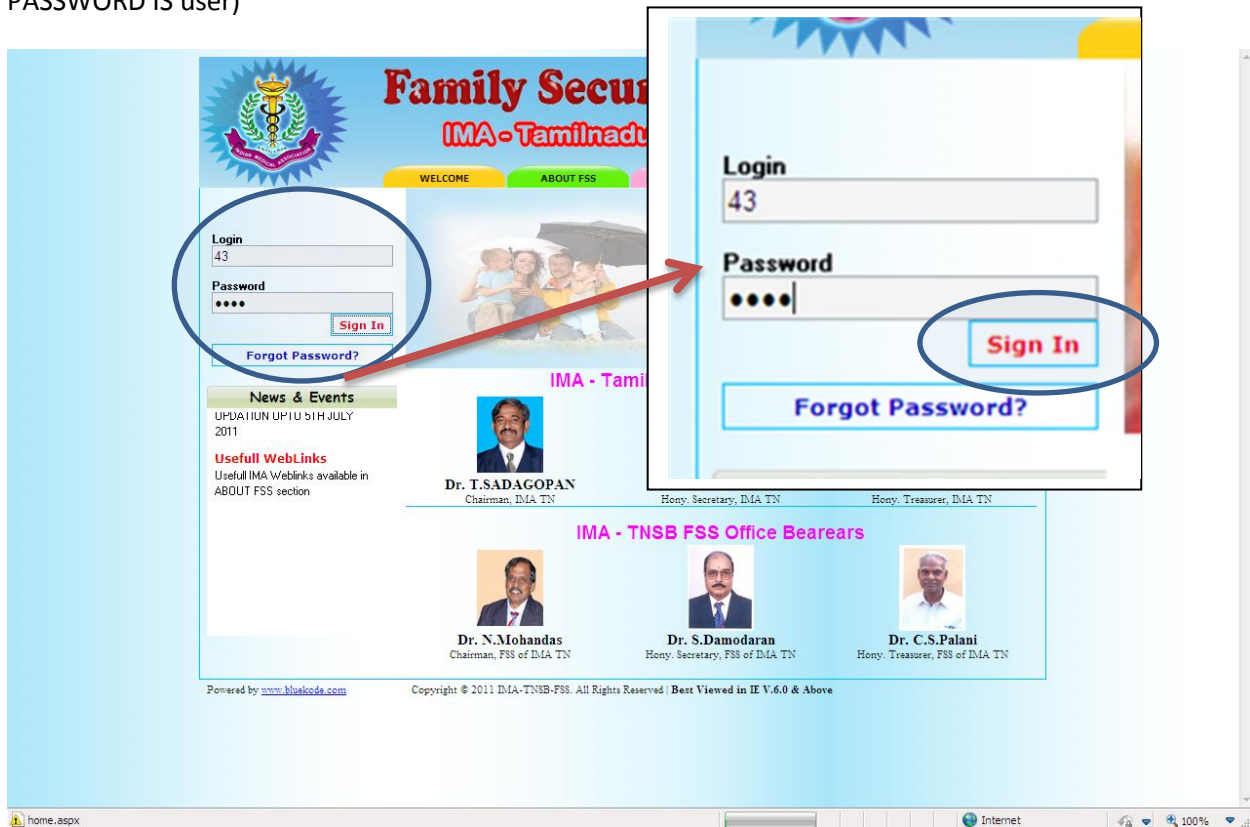 PASSWORD IS user)
INDIAN MEDICAL ASSOCIATION
Family Secu
IMA - Tamilnadu
WELCOME
ABOUT FSS
Login
43
Password
••••
Sign In
Forgot Password?
News & Events
UPDATION UPTO 5TH JULY
2011
Usefull WebLinks
Usefull IMA Weblinks available in
ABOUT FSS section
Login
43
Password
••••
Sign In
Forgot Password?
IMA - Tamil
Dr. T.SADAGOPAN
Chairman, IMA TN
Hony. Secretary, IMA TN
Hony. Treasurer, IMA TN
IMA - TNSB FSS Office Bearears
Dr. N.Mohandas
Chairman, FSS of IMA TN
Dr. S.Damodaran
Hony. Secretary, FSS of IMA TN
Dr. C.S.Palani
Hony. Treasurer, FSS of IMA TN
Powered by www.bluekode.com
Copyright © 2011 IMA-TNSB-FSS. All Rights Reserved | Best Viewed in IE V.6.0 & Above
home.aspx
Internet
100%